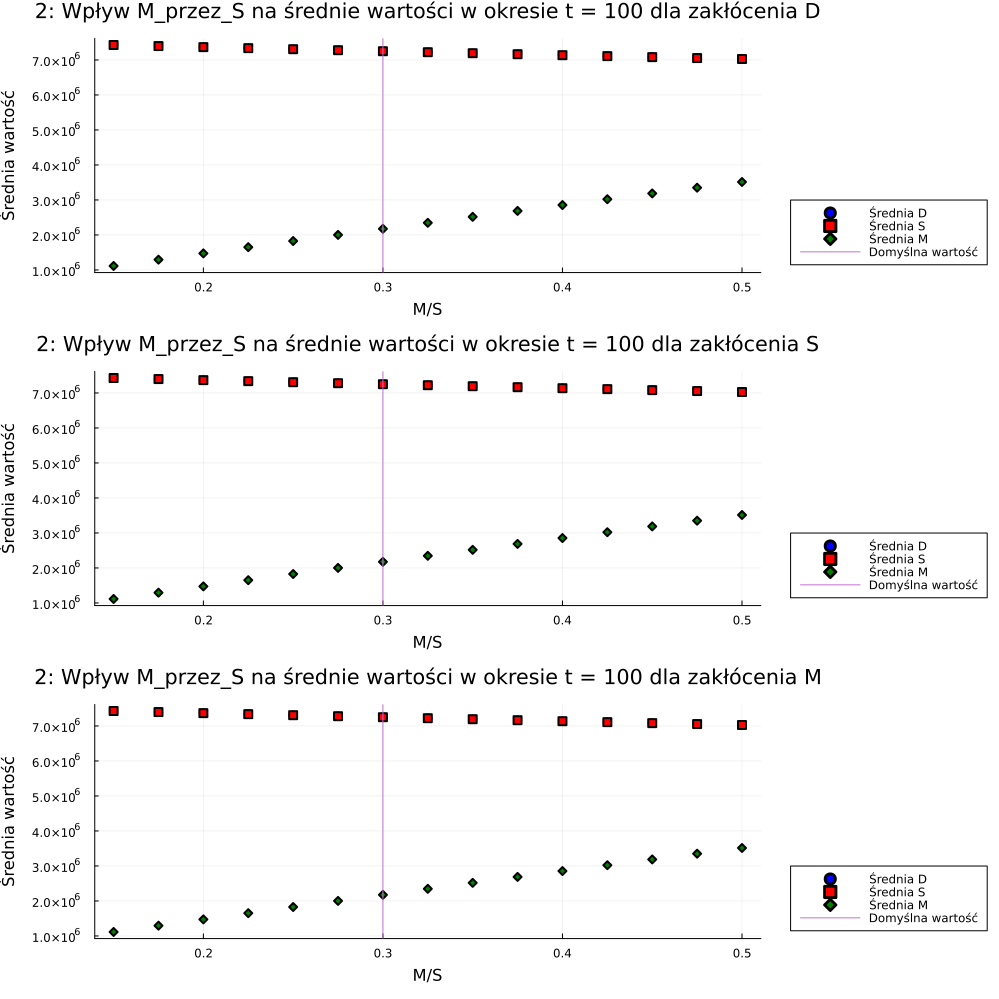 2: Wpływ M_przez_S na średnie wartości w okresie t = 100 dla zakłócenia D
Średnia wartość
7.0×10⁶
6.0×10⁶
5.0×10⁶
4.0×10⁶
3.0×10⁶
2.0×10⁶
1.0×10⁶
0.2
0.3
0.4
0.5
M/S
Średnia D
Średnia S
Średnia M
Domyślna wartość
2: Wpływ M_przez_S na średnie wartości w okresie t = 100 dla zakłócenia S
Średnia wartość
7.0×10⁶
6.0×10⁶
5.0×10⁶
4.0×10⁶
3.0×10⁶
2.0×10⁶
1.0×10⁶
0.2
0.3
0.4
0.5
M/S
Średnia D
Średnia S
Średnia M
Domyślna wartość
2: Wpływ M_przez_S na średnie wartości w okresie t = 100 dla zakłócenia M
Średnia wartość
7.0×10⁶
6.0×10⁶
5.0×10⁶
4.0×10⁶
3.0×10⁶
2.0×10⁶
1.0×10⁶
0.2
0.3
0.4
0.5
M/S
Średnia D
Średnia S
Średnia M
Domyślna wartość